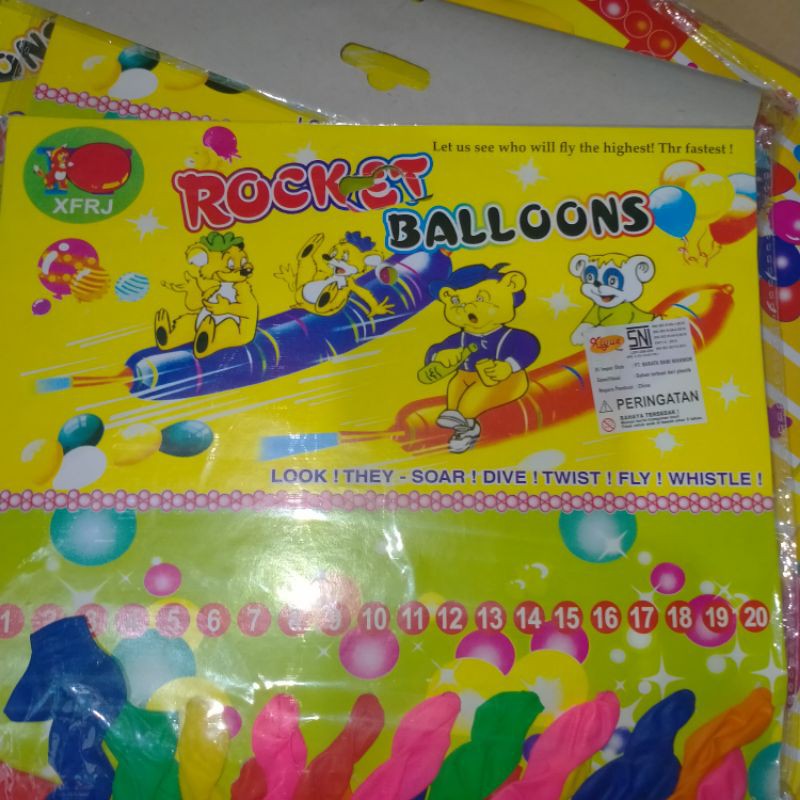 Let us see who will fly the highest! Thr fastest !
ROCKET
BALLOONS
XFRJ
SNI
PERINGATAN
BAHAYA TERSEDAK !
LOOK ! THEY - SOAR ! DIVE ! TWIST ! FLY ! WHISTLE !
1 2 3 4 5 6 7 8 9 10 11 12 13 14 15 16 17 18 19 20